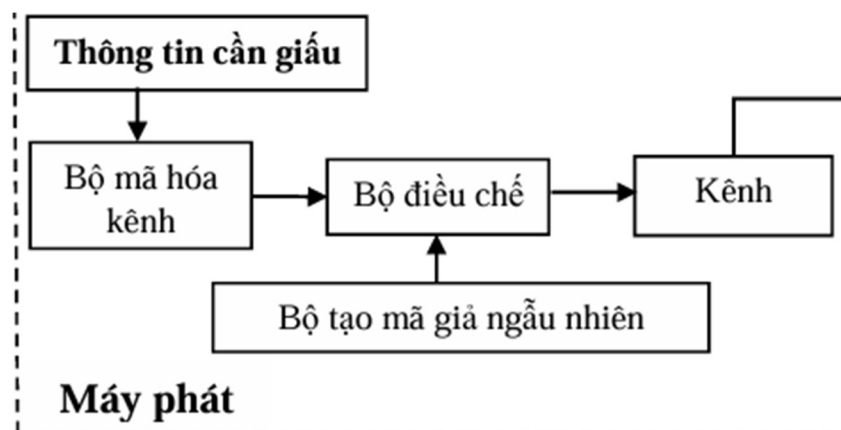 Thông tin cần giấu
Bộ mã hóa
kênh
Bộ điều chế
Kênh
Bộ tạo mã giả ngẫu nhiên
Máy phát